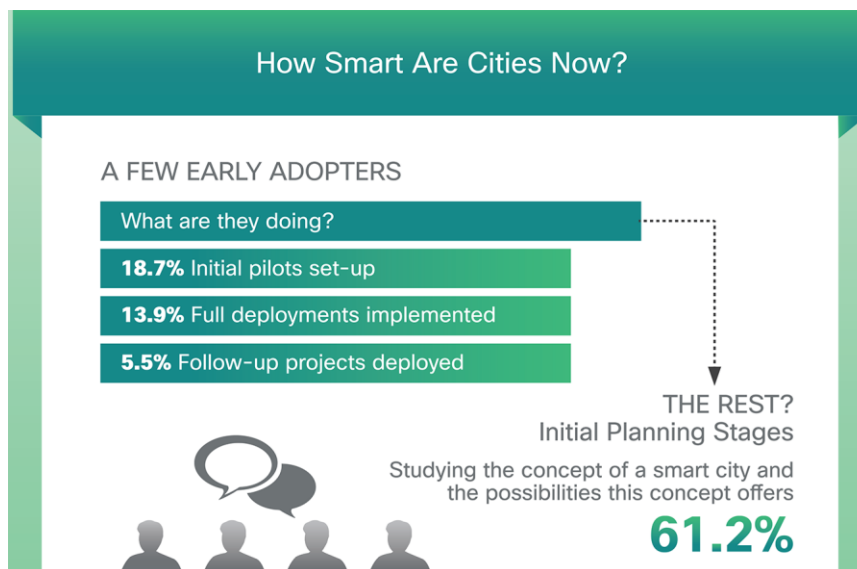 How Smart Are Cities Now?
A FEW EARLY ADOPTERS
What are they doing?
18.7% Initial pilots set-up
13.9% Full deployments implemented
5.5% Follow-up projects deployed
THE REST?
Initial Planning Stages
Studying the concept of a smart city and
the possibilities this concept offers
61.2%